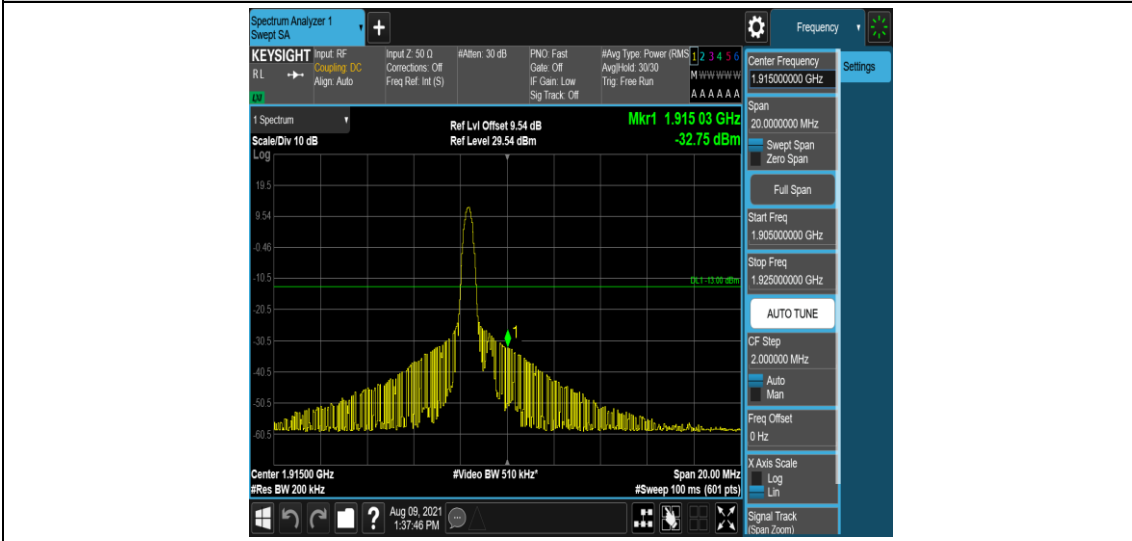 Spectrum Analyzer 1
Swept SA
+
Frequency
KEYSIGHT
RL
Input: RF
Coupling: DC
Align: Auto
Input Z: 50 Ω
Corrections: Off
Freq Ref: Int (S)
#Atten: 30 dB
PNO: Fast
Gate: Off
IF Gain: Low
Sig Track: Off
#Avg Type: Power (RMS
Avg|Hold: 30/30
Trig: Free Run
1 2 3 4 5 6
M W W W W W
A A A A A A
1 Spectrum
Scale/Div 10 dB
Log
Ref Lvl Offset 9.54 dB
Ref Level 29.54 dBm
Mkr1 1.915 03 GHz
-32.75 dBm
19.5
9.54
-0.46
-10.5
-20.5
-30.5
-40.5
-50.5
-60.5
DL1 -13.00 dBm
1
Center 1.91500 GHz
#Res BW 200 kHz
#Video BW 510 kHz*
Span 20.00 MHz
#Sweep 100 ms (601 pts)
?
Aug 09, 2021
1:37:46 PM
Center Frequency
1.915000000 GHz
Settings
Span
20.0000000 MHz
Swept Span
Zero Span
Full Span
Start Freq
1.905000000 GHz
Stop Freq
1.925000000 GHz
AUTO TUNE
CF Step
2.000000 MHz
Auto
Man
Freq Offset
0 Hz
X Axis Scale
Log
Lin
Signal Track
(Span Zoom)